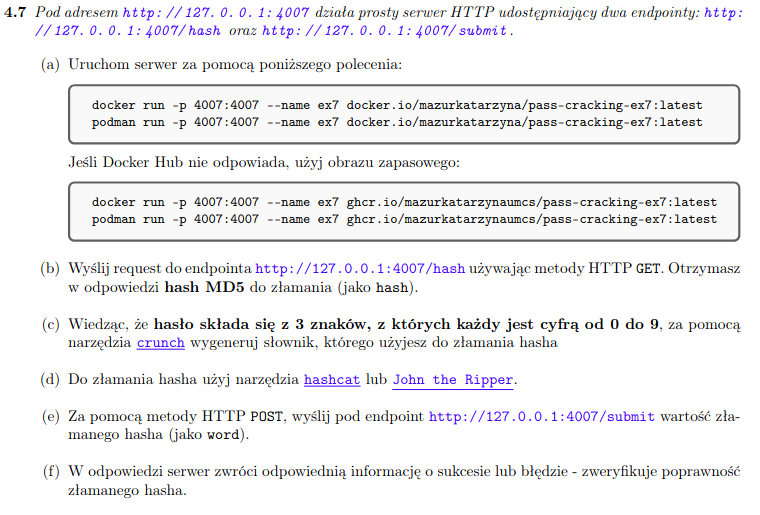 4.7 Pod adresem http://127.0.0.1:4007 działa prosty serwer HTTP udostępniający dwa endpointy: http:
//127.0.0.1:4007/hash oraz http://127.0.0.1:4007/submit.
(a) Uruchom serwer za pomocą poniższego polecenia:
docker run -p 4007:4007 --name ex7 docker.io/mazurkatarzyna/pass-cracking-ex7:latest
podman run -p 4007:4007 --name ex7 docker.io/mazurkatarzyna/pass-cracking-ex7:latest
Jeśli Docker Hub nie odpowiada, użyj obrazu zapasowego:
docker run -p 4007:4007 --name ex7 ghcr.io/mazurkatarzynaumcs/pass-cracking-ex7:latest
podman run -p 4007:4007 --name ex7 ghcr.io/mazurkatarzynaumcs/pass-cracking-ex7:latest
(b) Wyślij request do endpointa http://127.0.0.1:4007/hash używając metody HTTP GET. Otrzymasz
w odpowiedzi hash MD5 do złamania (jako hash).
(c) Wiedząc, że hasło składa się z 3 znaków, z których każdy jest cyfrą od 0 do 9, za pomocą
narzędzia crunch wygeneruj słownik, którego użyjesz do złamania hasha
(d) Do złamania hasha użyj narzędzia hashcat lub John the Ripper.
(e) Za pomocą metody HTTP POST, wyślij pod endpoint http://127.0.0.1:4007/submit wartość zła-
manego hasha (jako word).
(f) W odpowiedzi serwer zwróci odpowiednią informację o sukcesie lub błędzie - zweryfikuje poprawność
złamanego hasha.